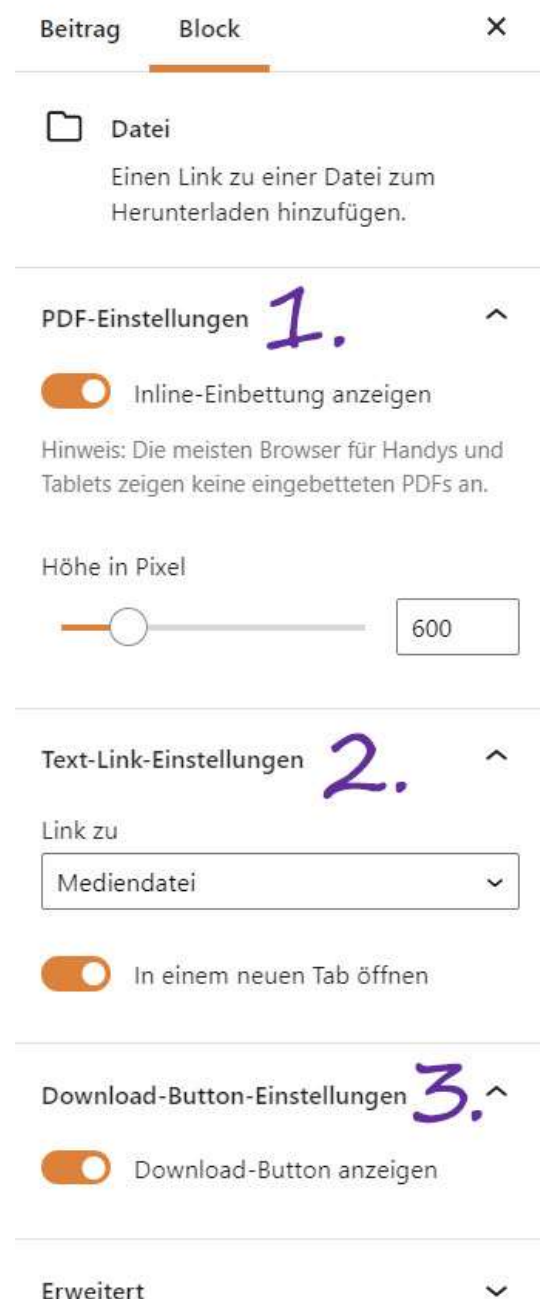 Beitrag Block
Datei
Einen Link zu einer Datei zum
Herunterladen hinzufügen.
PDF-Einstellungen 1.
Inline-Einbettung anzeigen
Hinweis: Die meisten Browser für Handys und
Tablets zeigen keine eingebetteten PDFs an.
Höhe in Pixel
600
Text-Link-Einstellungen 2.
Link zu
Mediendatei
In einem neuen Tab öffnen
Download-Button-Einstellungen 3.
Download-Button anzeigen
Erweitert